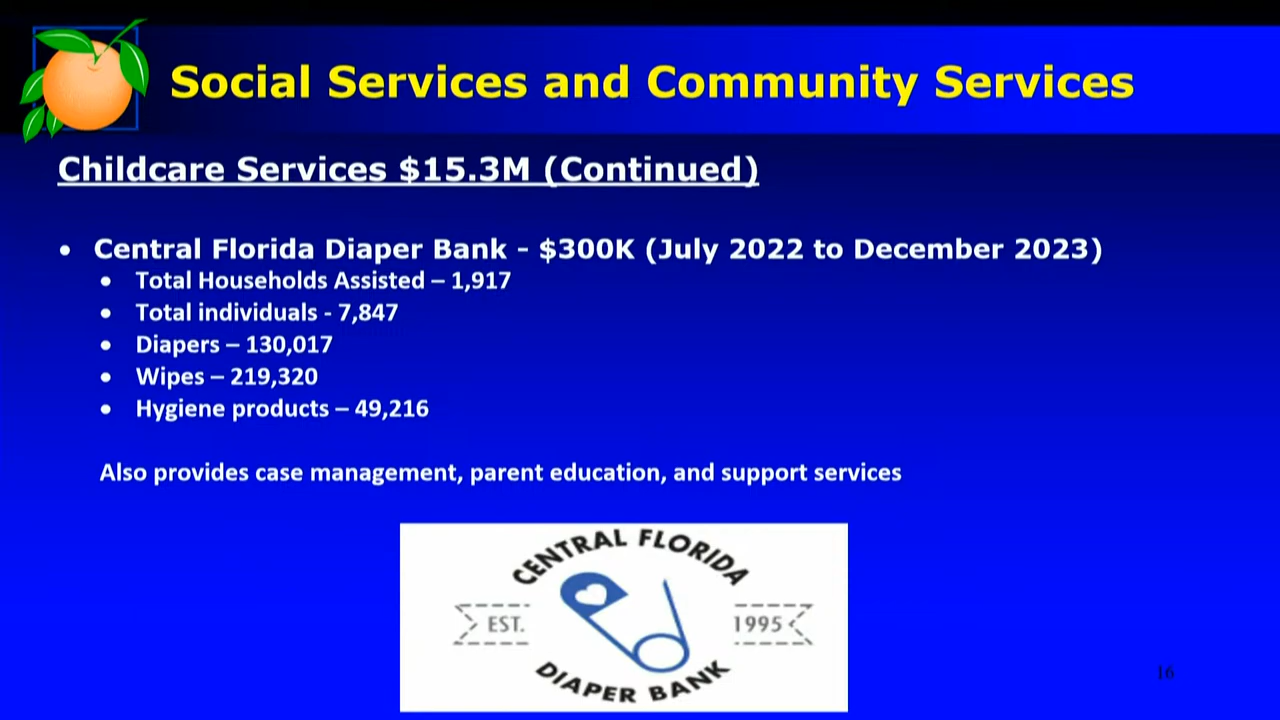 Social Services and Community Services
Childcare Services $15.3M (Continued)
• Central Florida Diaper Bank - $300K (July 2022 to December 2023)
• Total Households Assisted – 1,917
• Total individuals - 7,847
• Diapers – 130,017
• Wipes – 219,320
• Hygiene products – 49,216
Also provides case management, parent education, and support services
CENTRAL FLORIDA
EST. 1995
DIAPER BANK
16